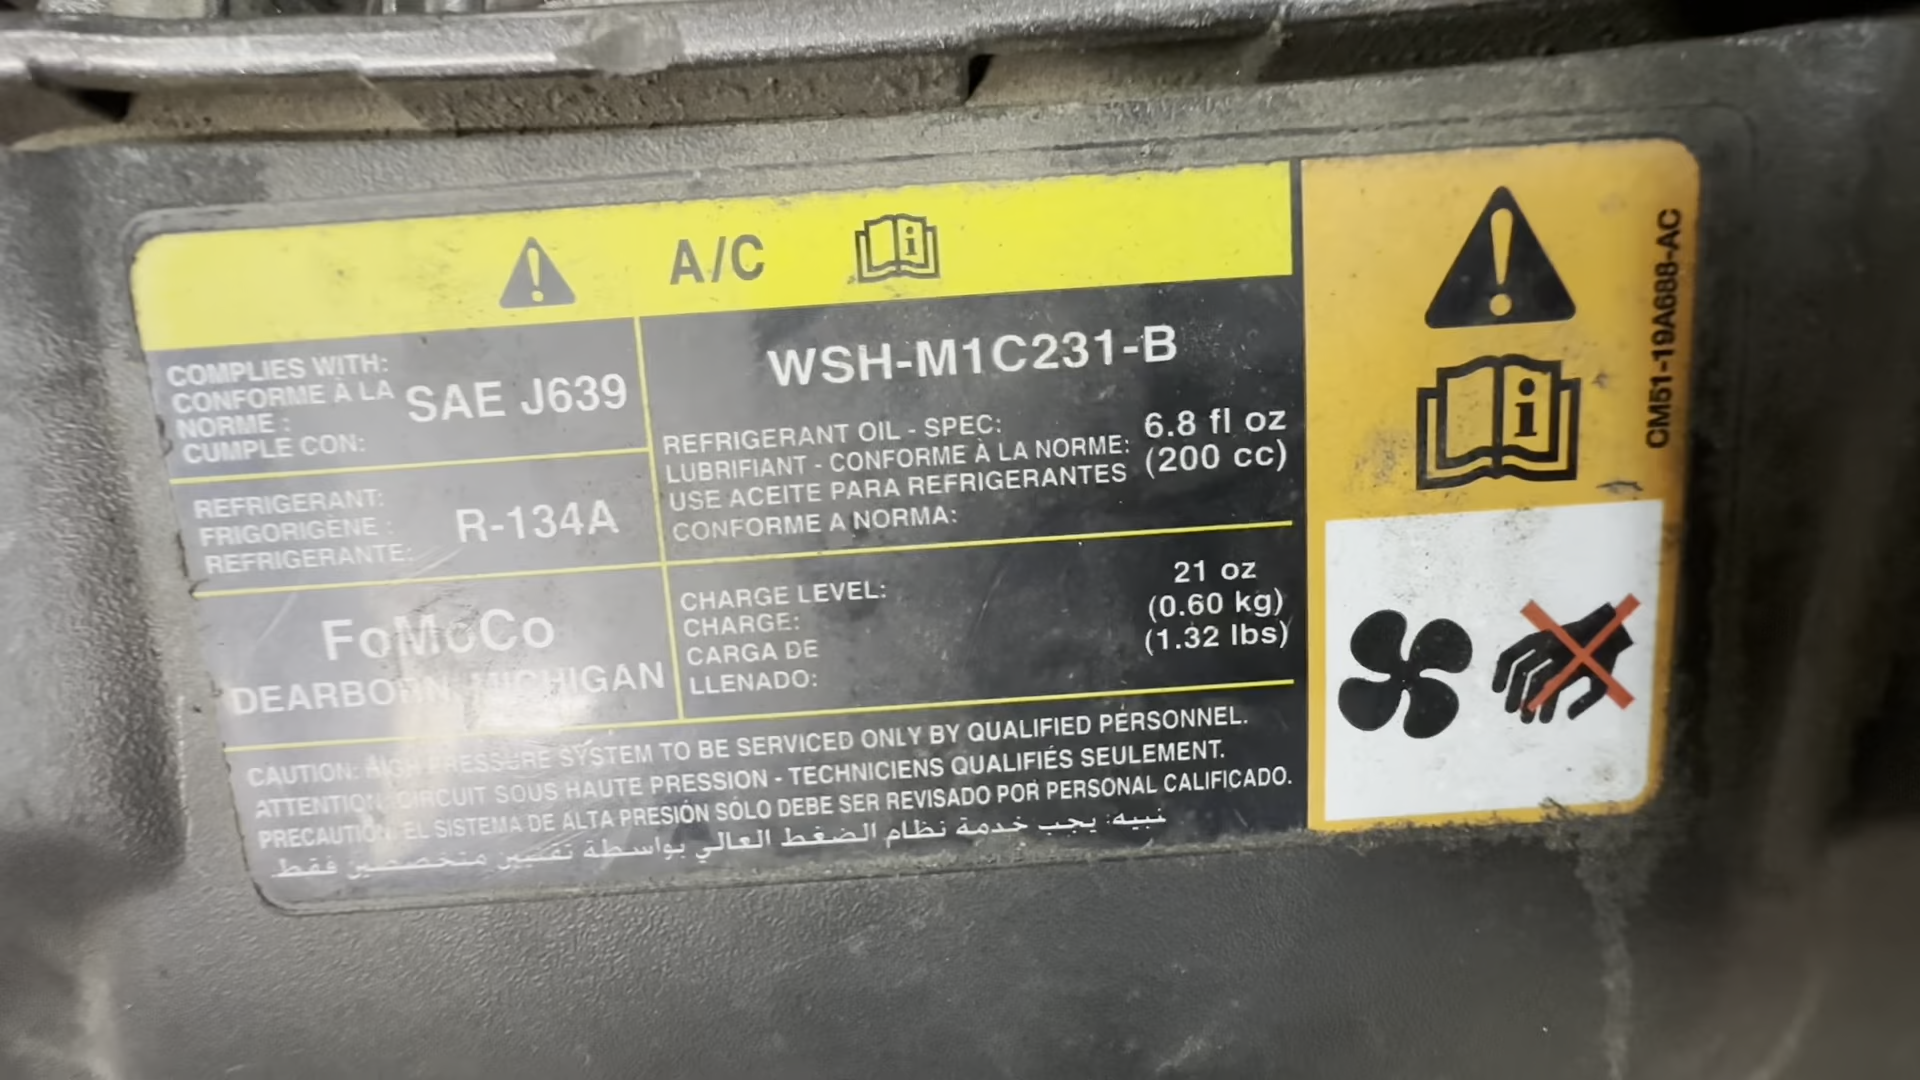 A/C
COMPLIES WITH:
CONFORME À LA
NORME :
CUMPLE CON:
SAE J639
REFRIGERANT:
FRIGORIGÈNE :
REFRIGERANTE:
R-134A
FoMoCo
DEARBORN, MICHIGAN
WSH-M1C231-B
REFRIGERANT OIL - SPEC:
LUBRIFIANT - CONFORME À LA NORME:
USE ACEITE PARA REFRIGERANTES
CONFORME A NORMA:
6.8 fl oz
(200 cc)
CHARGE LEVEL:
CHARGE:
CARGA DE
LLENADO:
21 oz
(0.60 kg)
(1.32 lbs)
CAUTION: HIGH PRESSURE SYSTEM TO BE SERVICED ONLY BY QUALIFIED PERSONNEL.
ATTENTION: CIRCUIT SOUS HAUTE PRESSION - TECHNICIENS QUALIFIÉS SEULEMENT.
PRECAUTION: EL SISTEMA DE ALTA PRESIÓN SÓLO DEBE SER REVISADO POR PERSONAL CALIFICADO.
تنبيه: يجب خدمة نظام الضغط العالي بواسطة تقنيين متخصصين فقط
CM51-19A688-AC